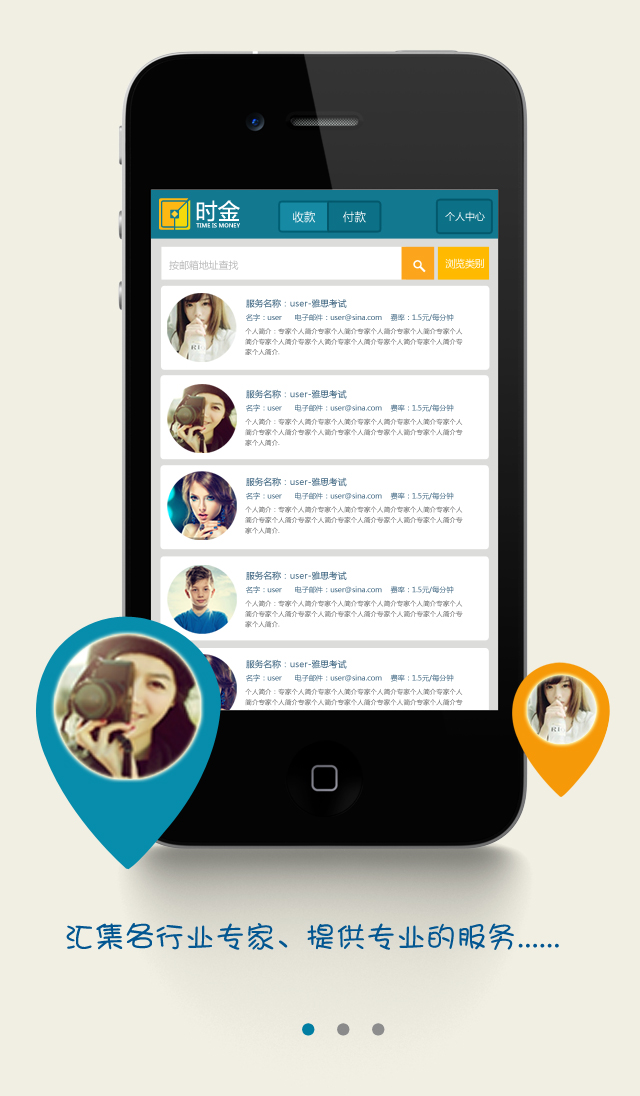 时金
TIME IS MONEY
收款
付款
个人中心
按邮箱地址查找
浏览类别
服务名称：user-雅思考试
名字：user 电子邮件：user@sina.com 费率：1.5元/每分钟
个人简介：专家个人简介专家个人简介专家个人简介专家个人简介专家个人
简介专家个人简介专家个人简介专家个人简介专家个人简介专家个人简介专
家个人简介.
服务名称：user-雅思考试
名字：user 电子邮件：user@sina.com 费率：1.5元/每分钟
个人简介：专家个人简介专家个人简介专家个人简介专家个人简介专家个人
简介专家个人简介专家个人简介专家个人简介专家个人简介专家个人简介专
家个人简介.
服务名称：user-雅思考试
名字：user 电子邮件：user@sina.com 费率：1.5元/每分钟
个人简介：专家个人简介专家个人简介专家个人简介专家个人简介专家个人
简介专家个人简介专家个人简介专家个人简介专家个人简介专家个人简介专
家个人简介.
服务名称：user-雅思考试
名字：user 电子邮件：user@sina.com 费率：1.5元/每分钟
个人简介：专家个人简介专家个人简介专家个人简介专家个人简介专家个人
简介专家个人简介专家个人简介专家个人简介专家个人简介专家个人简介专
家个人简介.
服务名称：user-雅思考试
名字：user 电子邮件：user@sina.com 费率：1.5元/每分钟
个人简介：专家个人简介专家个人简介专家个人简介专家个人简介专家个人
简介专家个人简介专家个人简介专家个人简介专家个人简介专家个人简介专
汇集各行业专家、提供专业的服务......